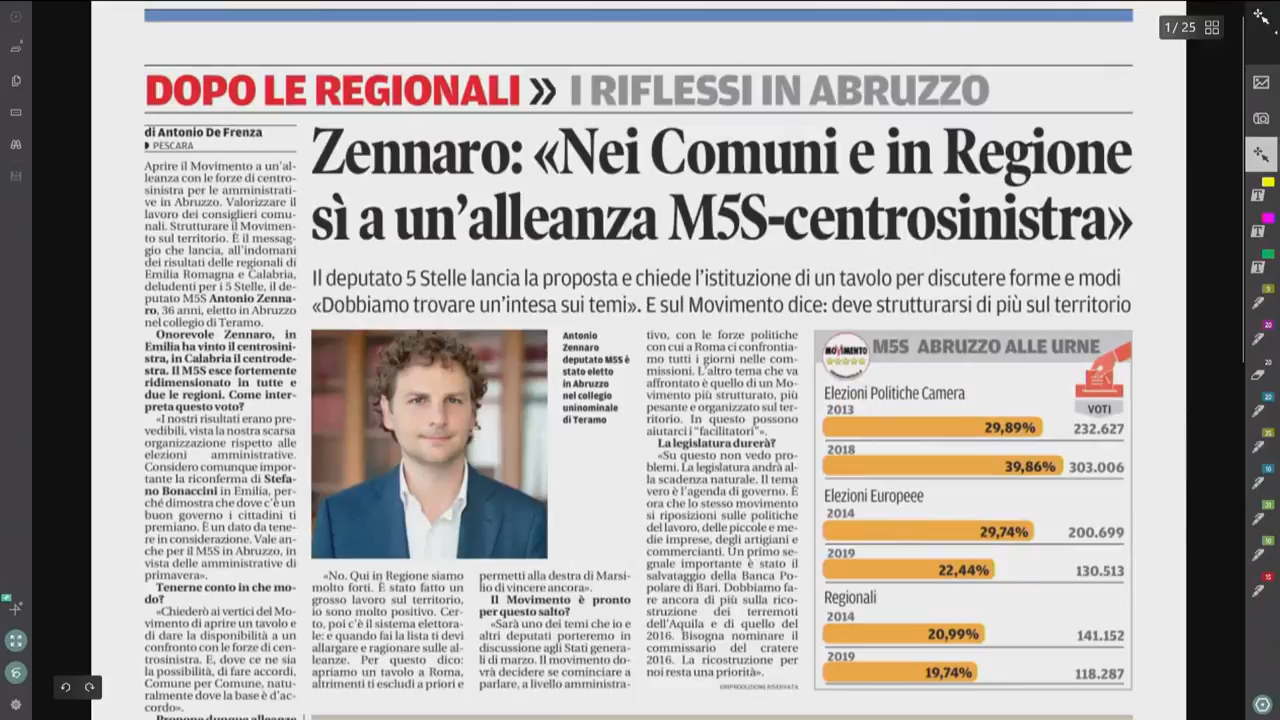 1 / 25
DOPO LE REGIONALI » I RIFLESSI IN ABRUZZO
di Antonio De Frenza
PESCARA
Zennaro: «Nei Comuni e in Regione
sì a un'alleanza M5S-centrosinistra»
Il deputato 5 Stelle lancia la proposta e chiede l'istituzione di un tavolo per discutere forme e modi
«Dobbiamo trovare un'intesa sui temi». E sul Movimento dice: deve strutturarsi di più sul territorio
Aprire il Movimento a un'al-
leanza con le forze di centro-
sinistra per le amministrati-
ve in Abruzzo. Valorizzare il
lavoro dei consiglieri comu-
nali. Strutturare il Movimen-
to sul territorio. È il messag-
gio che lancia, all'indomani
dei risultati delle regionali di
Emilia Romagna e Calabria,
deludenti per i 5 Stelle, il de-
putato M5S Antonio Zenna-
ro, 36 anni, eletto in Abruzzo
nel collegio di Teramo.
Onorevole Zennaro, in
Emilia ha vinto il centrosini-
stra, in Calabria il centrode-
stra. Il M5S esce fortemente
ridimensionato in tutte e
due le regioni. Come inter-
preta questo voto?
«I nostri risultati erano pre-
vedibili, vista la nostra scarsa
organizzazione rispetto alle
elezioni amministrative.
Considero comunque impor-
tante la riconferma di Stefa-
no Bonaccini in Emilia, per-
ché dimostra che dove c'è un
buon governo i cittadini ti
premiano. È un dato da tene-
re in considerazione. Vale an-
che per il M5S in Abruzzo, in
vista delle amministrative di
primavera».
Tenerne conto in che mo-
do?
«Chiederò ai vertici del Mo-
vimento di aprire un tavolo e
di dare la disponibilità a un
confronto con le forze di cen-
trosinistra. E, dove ce ne sia
la possibilità, di fare accordi,
Comune per Comune, natu-
ralmente dove la base è d'ac-
cordo».
Propone dunque alleanze
Antonio
Zennaro
deputato M5S è
stato eletto
in Abruzzo
nel collegio
uninominale
di Teramo
«No. Qui in Regione siamo
molto forti. È stato fatto un
grosso lavoro sul territorio,
io sono molto positivo. Cer-
to, poi c'è il sistema elettora-
le: e quando fai la lista ti devi
allargare e ragionare sulle al-
leanze. Per questo dico:
apriamo un tavolo a Roma,
altrimenti ti escludi a priori e
permetti alla destra di Marsi-
lio di vincere ancora».
Il Movimento è pronto
per questo salto?
«Sarà uno dei temi che io e
altri deputati porteremo in
discussione agli Stati genera-
li di marzo. Il movimento do-
vrà decidere se cominciare a
parlare, a livello amministra-
tivo, con le forze politiche
con cui a Roma ci confrontia-
mo tutti i giorni nelle com-
missioni. L'altro tema che va
affrontato è quello di un Mo-
vimento più strutturato, più
pesante e organizzato sul ter-
ritorio. In questo possono
aiutarci i "facilitatori"».
La legislatura durerà?
«Su questo non vedo pro-
blemi. La legislatura andrà al-
la scadenza naturale. Il tema
vero è l'agenda di governo. È
ora che lo stesso movimento
si riposizioni sulle politiche
del lavoro, delle piccole e me-
die imprese, degli artigiani e
commercianti. Un primo se-
gnale importante è stato il
salvataggio della Banca Po-
polare di Bari. Dobbiamo fa-
re ancora di più sulla rico-
struzione dei terremoti
dell'Aquila e di quello del
2016. Bisogna nominare il
commissario del cratere
2016. La ricostruzione per
noi resta una priorità».
©RIPRODUZIONE RISERVATA
MOVIMENTO
M5S ABRUZZO ALLE URNE
VOTI
Elezioni Politiche Camera
2013
29,89% 232.627
2018
39,86% 303.006
Elezioni Europeee
2014
29,74% 200.699
2019
22,44% 130.513
Regionali
2014
20,99% 141.152
2019
19,74% 118.287